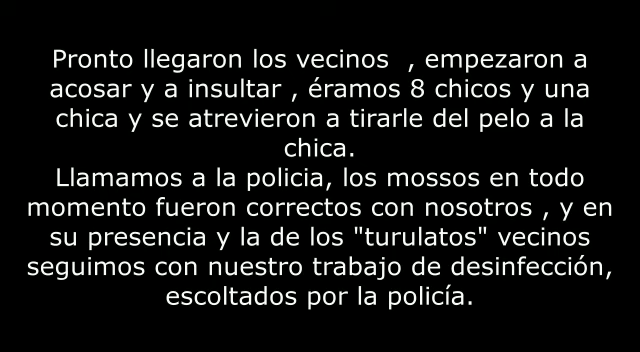 Pronto llegaron los vecinos , empezaron a
acosar y a insultar , éramos 8 chicos y una
chica y se atrevieron a tirarle del pelo a la
chica.
Llamamos a la policia, los mossos en todo
momento fueron correctos con nosotros , y en
su presencia y la de los "turulatos" vecinos
seguimos con nuestro trabajo de desinfección,
escoltados por la policía.